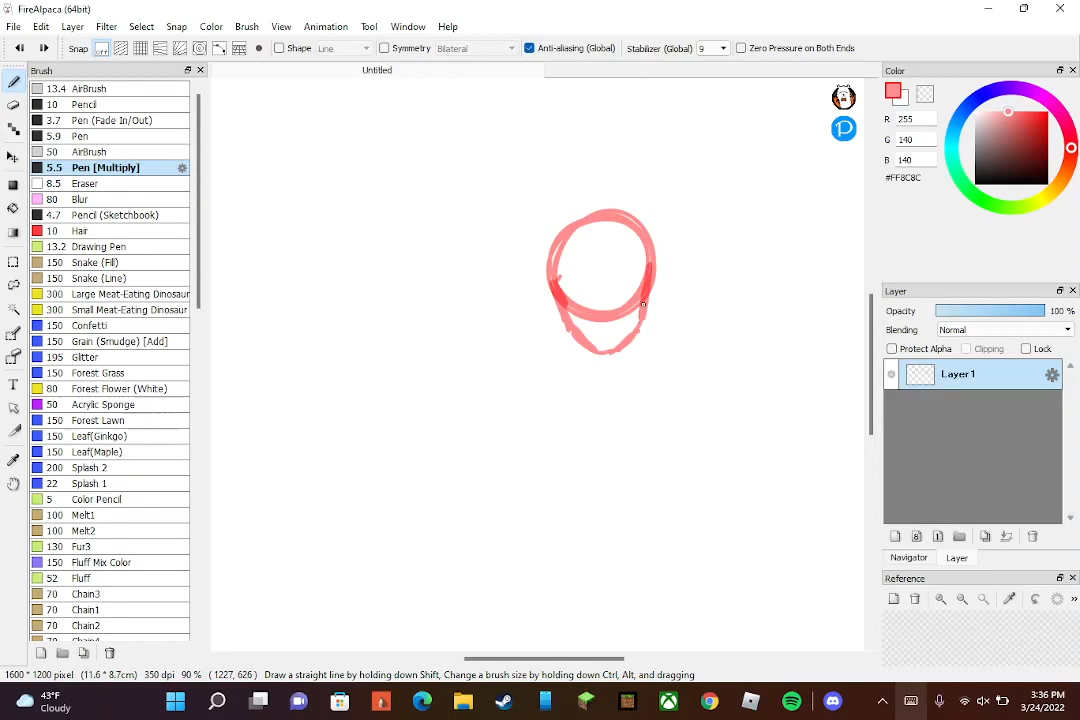 FireAlpaca (64bit)
File Edit Layer Filter Select Snap Color Brush View Animation Tool Window Help
Snap off Shape Line Symmetry Bilateral Anti-aliasing (Global) Stabilizer (Global) 9 Zero Pressure on Both Ends
Brush
Untitled
Color
13.4 AirBrush
10 Pencil
3.7 Pen (Fade In/Out)
5.9 Pen
50 AirBrush
5.5 Pen [Multiply]
8.5 Eraser
80 Blur
4.7 Pencil (Sketchbook)
10 Hair
13.2 Drawing Pen
150 Snake (Fill)
150 Snake (Line)
300 Large Meat-Eating Dinosaur
300 Small Meat-Eating Dinosaur
150 Confetti
150 Grain (Smudge) [Add]
195 Glitter
150 Forest Grass
80 Forest Flower (White)
50 Acrylic Sponge
150 Forest Lawn
150 Leaf(Ginkgo)
150 Leaf(Maple)
200 Splash 2
22 Splash 1
5 Color Pencil
100 Melt1
100 Melt2
130 Fur3
150 Fluff Mix Color
52 Fluff
70 Chain3
70 Chain1
70 Chain2
70 Chain4
R 255
G 140
B 140
#FF8C8C
Layer
Opacity 100 %
Blending Normal
Protect Alpha Clipping Lock
Layer1
Navigator Layer
Reference
1600 * 1200 pixel (11.6 * 8.7cm) 350 dpi 90 % (1227, 626) Draw a straight line by holding down Shift, Change a brush size by holding down Ctrl, Alt, and dragging
43°F
Cloudy
3:36 PM
3/24/2022